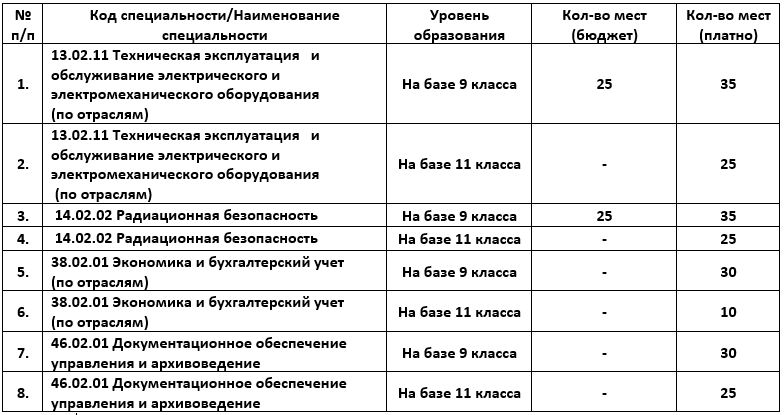 № п/п | Код специальности/Наименование специальности | Уровень образования | Кол-во мест (бюджет) | Кол-во мест (платно)
1. | 13.02.11 Техническая эксплуатация и обслуживание электрического и электромеханического оборудования (по отраслям) | На базе 9 класса | 25 | 35
2. | 13.02.11 Техническая эксплуатация и обслуживание электрического и электромеханического оборудования (по отраслям) | На базе 11 класса | - | 25
3. | 14.02.02 Радиационная безопасность | На базе 9 класса | 25 | 35
4. | 14.02.02 Радиационная безопасность | На базе 11 класса | - | 25
5. | 38.02.01 Экономика и бухгалтерский учет (по отраслям) | На базе 9 класса | - | 30
6. | 38.02.01 Экономика и бухгалтерский учет (по отраслям) | На базе 11 класса | - | 10
7. | 46.02.01 Документационное обеспечение управления и архивоведение | На базе 9 класса | - | 30
8. | 46.02.01 Документационное обеспечение управления и архивоведение | На базе 11 класса | - | 25